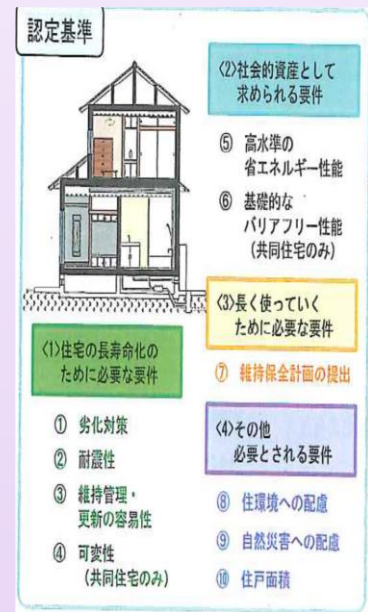 認定基準
〈1〉住宅の長寿命化の
ために必要な要件
① 劣化対策
② 耐震性
③ 維持管理・
更新の容易性
④ 可変性
(共同住宅のみ)
〈2〉社会的資産として
求められる要件
⑤ 高水準の
省エネルギー性能
⑥ 基礎的な
バリアフリー性能
(共同住宅のみ)
〈3〉長く使っていく
ために必要な要件
⑦ 維持保全計画の提出
〈4〉その他
必要とされる要件
⑧ 住環境への配慮
⑨ 自然災害への配慮
⑩ 住戸面積